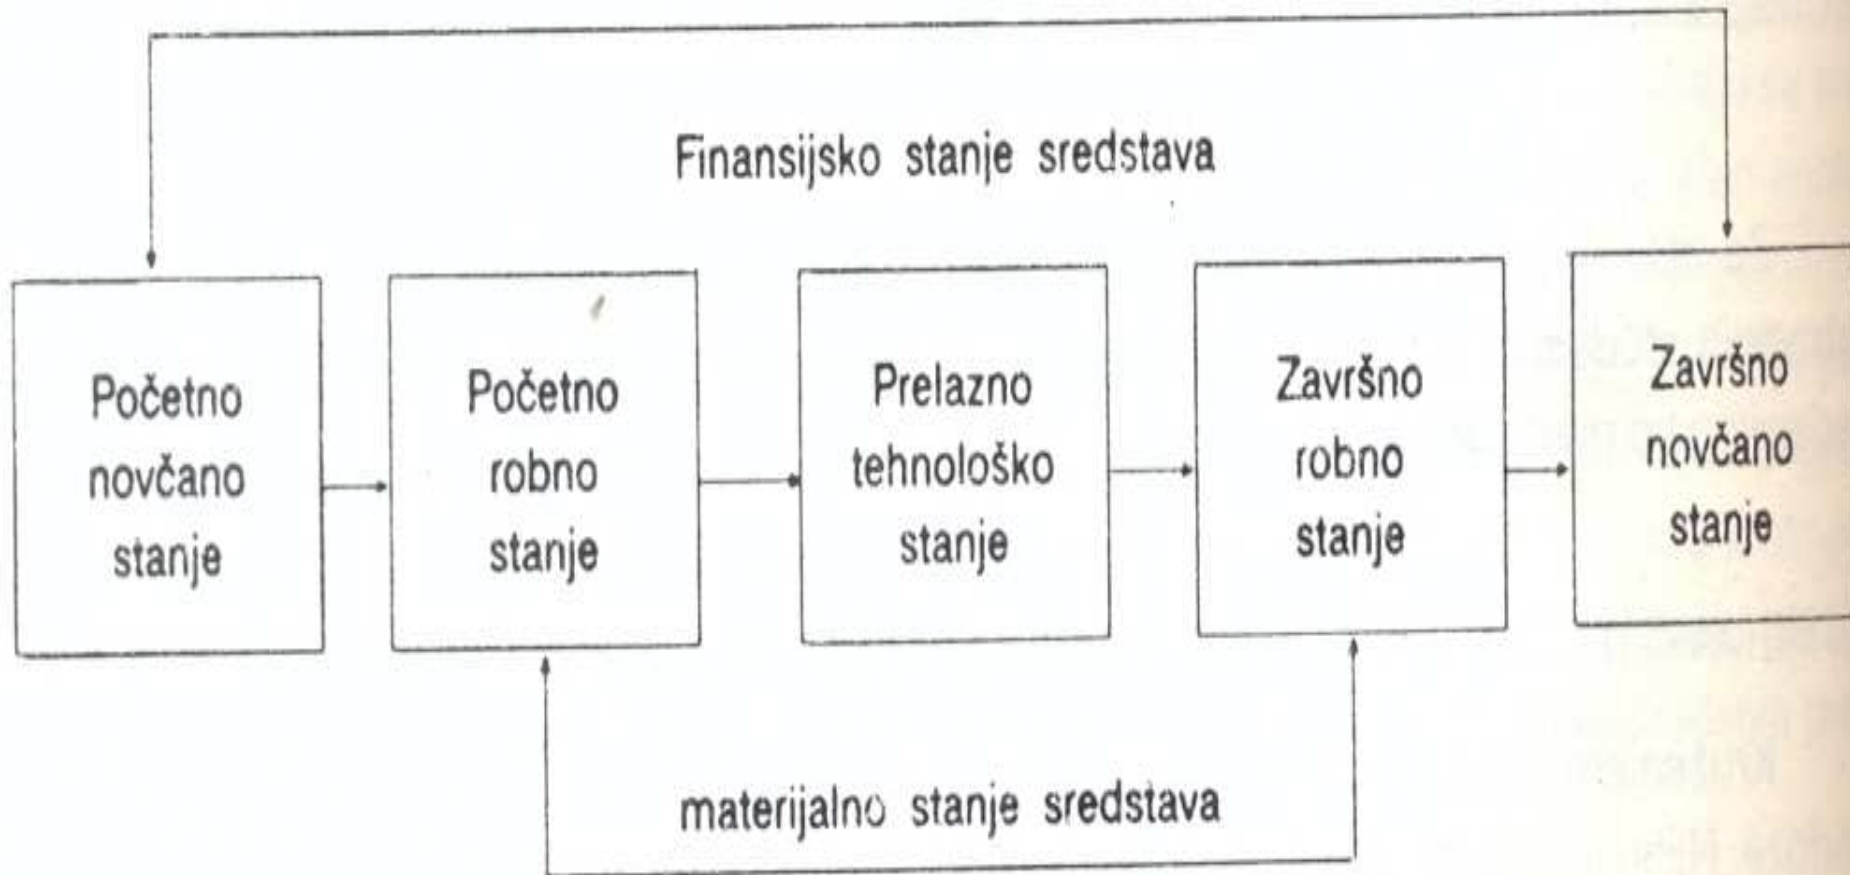 Finansijsko stanje sredstava
Početno
novčano
stanje
Početno
robno
stanje
Prelazno
tehnološko
stanje
Završno
robno
stanje
Završno
novčano
stanje
materijalno stanje sredstava